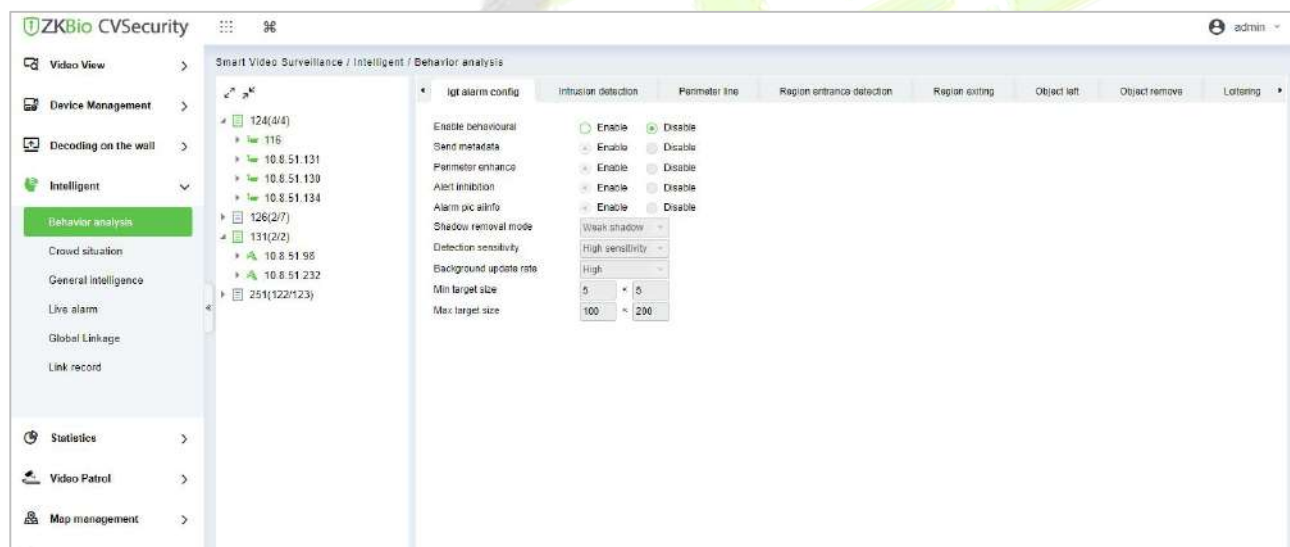 ZKBio CVSecurity
admin
Video View
Device Management
Decoding on the wall
Intelligent
Behavior analysis
Crowd situation
General intelligence
Live alarm
Global Linkage
Link record
Statistics
Video Patrol
Map management
Smart Video Surveillance / Intelligent / Behavior analysis
124(4/4)
116
10.8.51.131
10.8.51.130
10.8.51.134
126(2/7)
131(2/2)
10.8.51.98
10.8.51.232
251(122/123)
Igt alarm config Intrusion detection Perimeter line Region entrance detection Region exiting Object left Object remove Loitering
Enable behavioural Enable Disable
Send metadata Enable Disable
Perimeter enhance Enable Disable
Alert inhibition Enable Disable
Alarm pic aiinfo Enable Disable
Shadow removal mode Weak shadow
Detection sensitivity High sensitivity
Background update rate High
Min target size 5 × 5
Max target size 100 × 200